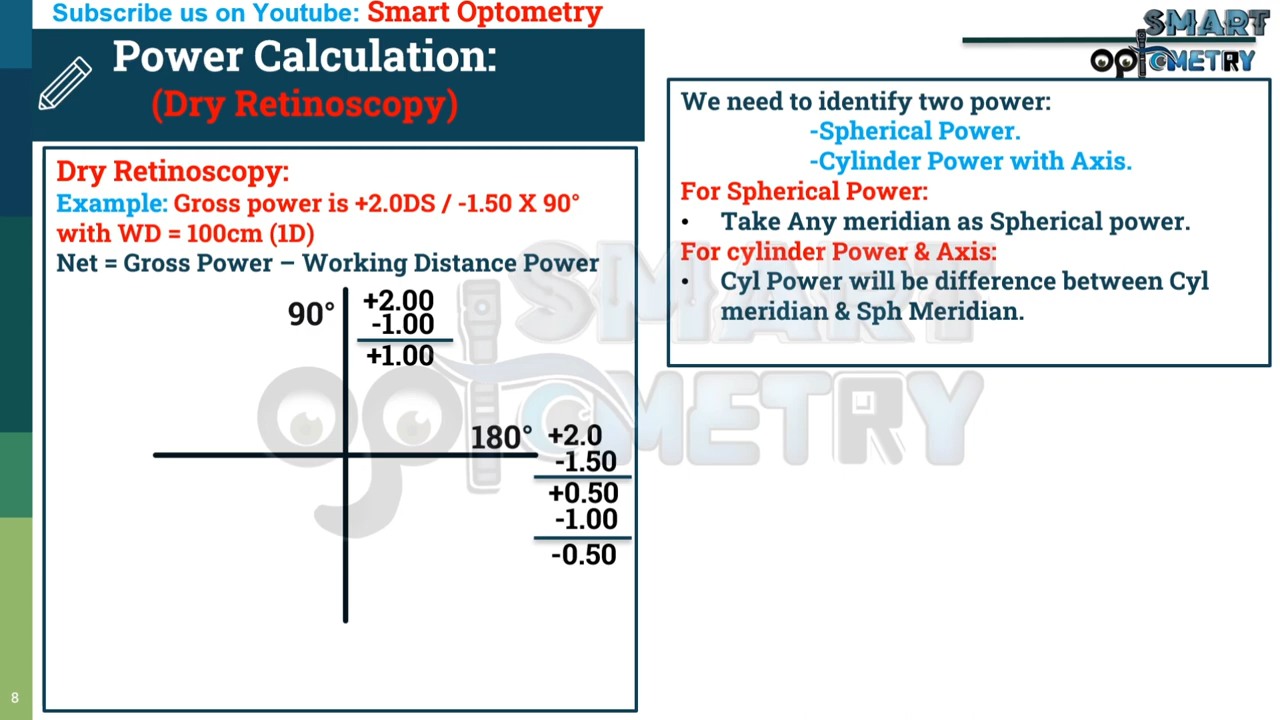 Subscribe us on Youtube: Smart Optometry
Power Calculation:
(Dry Retinoscopy)
SMART
OPTOMETRY
Dry Retinoscopy:
Example: Gross power is +2.0DS / -1.50 X 90°
with WD = 100cm (1D)
Net = Gross Power – Working Distance Power
90°
+2.00
-1.00
+1.00
180°
+2.0
-1.50
+0.50
-1.00
-0.50
We need to identify two power:
-Spherical Power.
-Cylinder Power with Axis.
For Spherical Power:
• Take Any meridian as Spherical power.
For cylinder Power & Axis:
• Cyl Power will be difference between Cyl
meridian & Sph Meridian.
SMART
OPTOMETRY
8